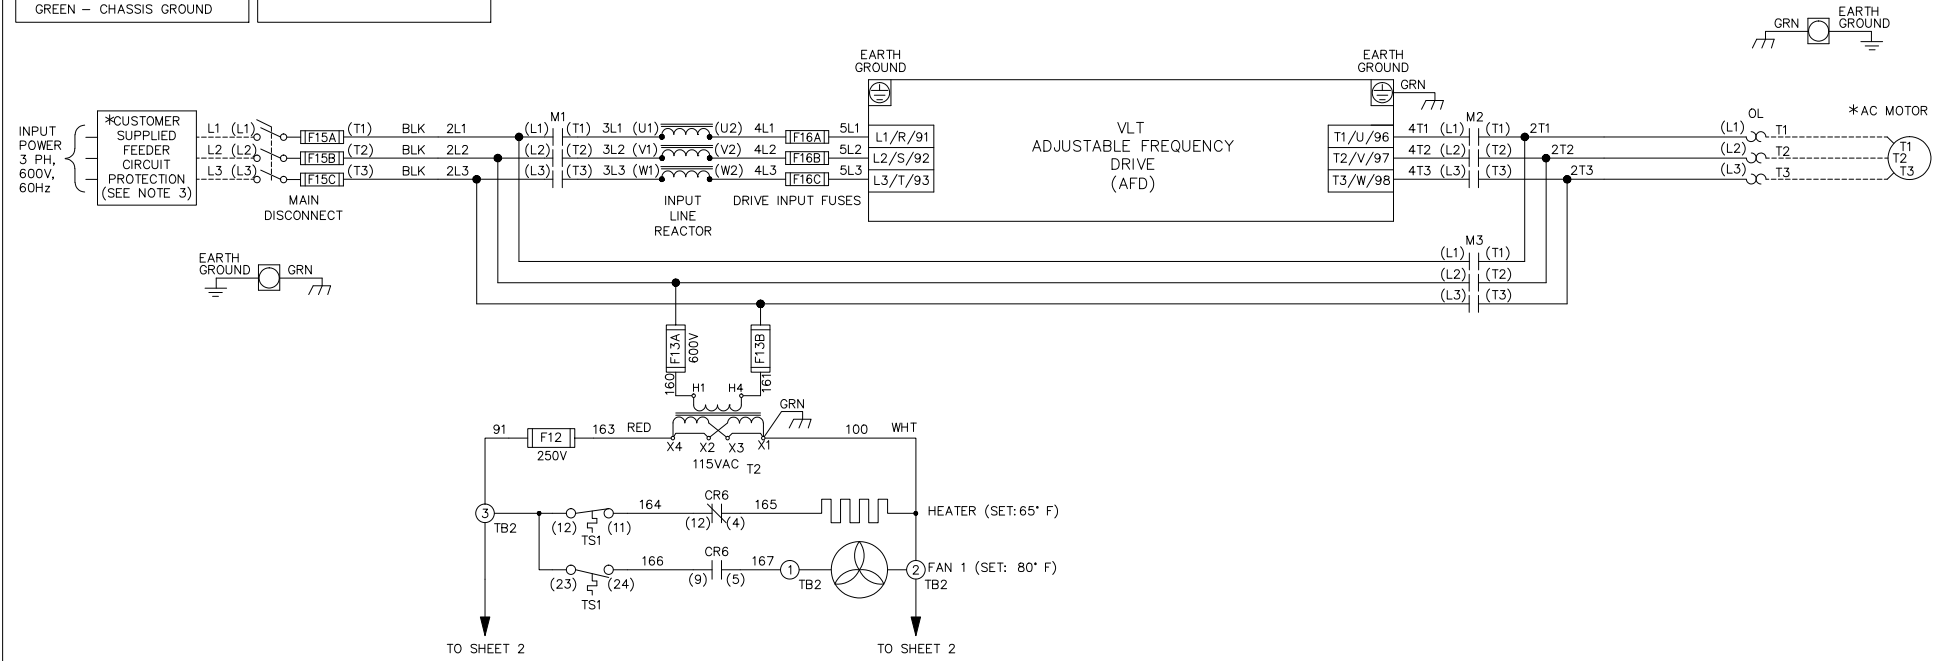 GREEN – CHASSIS GROUND
EARTH
GROUND
GRN
EARTH
GROUND
EARTH
GROUND
GRN
INPUT
POWER
3 PH,
600V,
60Hz
*CUSTOMER
SUPPLIED
FEEDER
CIRCUIT
PROTECTION
(SEE NOTE 3)
L1 (L1) F15A (T1) BLK 2L1 (L1) M1 (T1) 3L1 (U1) (U2) 4L1 F16A 5L1 L1/R/91
L2 (L2) F15B (T2) BLK 2L2 (L2) (T2) 3L2 (V1) (V2) 4L2 F16B 5L2 L2/S/92
L3 (L3) F15C (T3) BLK 2L3 (L3) (T3) 3L3 (W1) (W2) 4L3 F16C 5L3 L3/T/93
MAIN
DISCONNECT
INPUT
LINE
REACTOR
DRIVE INPUT FUSES
VLT
ADJUSTABLE FREQUENCY
DRIVE
(AFD)
T1/U/96 4T1 (L1) M2 (T1) 2T1 (L1) OL T1
T2/V/97 4T2 (L2) (T2) 2T2 (L2) T2
T3/W/98 4T3 (L3) (T3) 2T3 (L3) T3
*AC MOTOR
T1
T2
T3
EARTH
GROUND
GRN
M3
(L1) (T1)
(L2) (T2)
(L3) (T3)
F13A
600V
F13B
160
161
H1 H4
GRN
91 F12 163 RED X4 X2 X3 X1 100 WHT
250V
115VAC T2
3 TB2 (12) (11) 164 CR6 (12) (4) 165 HEATER (SET:65° F)
TS1
(23) (24) 166 CR6 (9) (5) 167 1 TB2 2 FAN 1 (SET: 80° F)
TS1
TB2
TO SHEET 2
TO SHEET 2